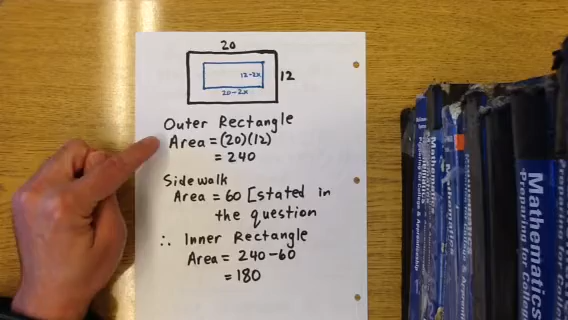 20
12-2x
12
20-2x
Outer Rectangle
Area = (20)(12)
= 240
Sidewalk
Area = 60 [stated in
the question
∴ Inner Rectangle
Area = 240-60
= 180
Mathematics
Mathematics
Mathematics
Preparing for College